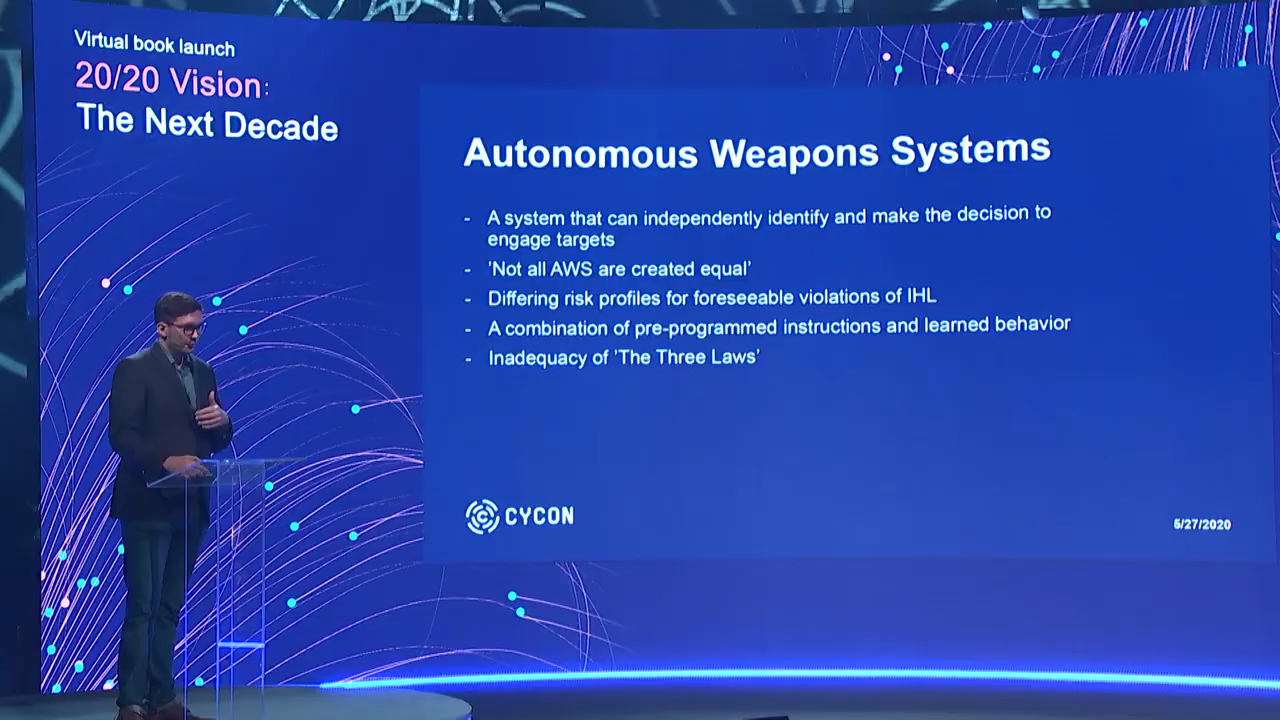 Virtual book launch
20/20 Vision:
The Next Decade
Autonomous Weapons Systems
- A system that can independently identify and make the decision to
engage targets
- 'Not all AWS are created equal'
- Differing risk profiles for foreseeable violations of IHL
- A combination of pre-programmed instructions and learned behavior
- Inadequacy of 'The Three Laws'
CYCON
5/27/2020